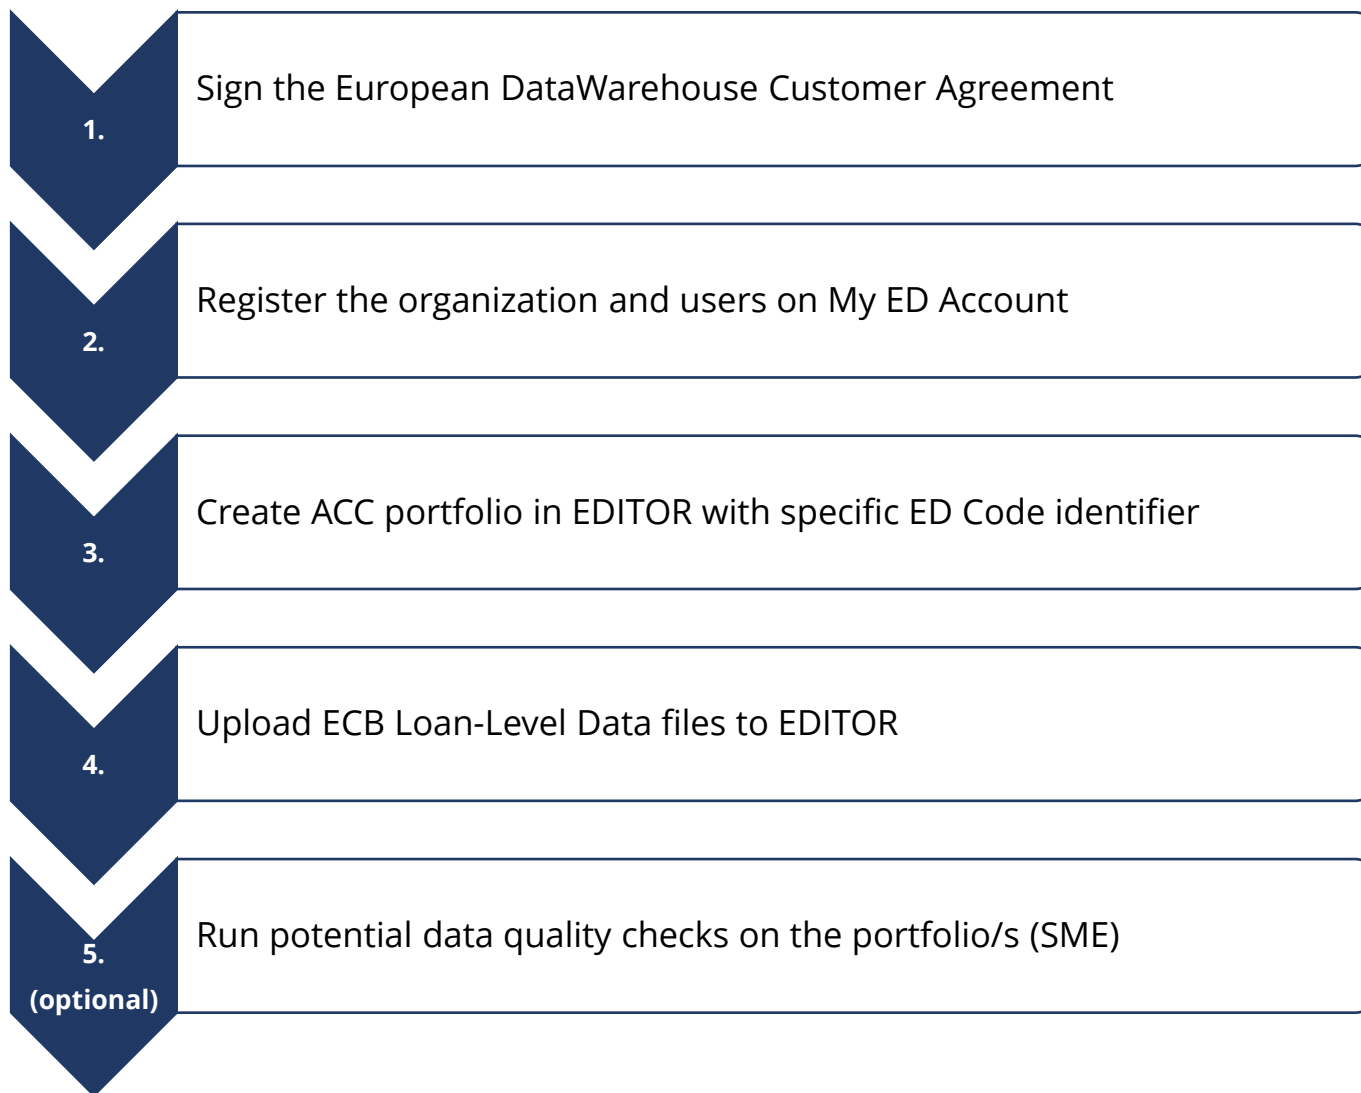 1.
Sign the European DataWarehouse Customer Agreement
2.
Register the organization and users on My ED Account
3.
Create ACC portfolio in EDITOR with specific ED Code identifier
4.
Upload ECB Loan-Level Data files to EDITOR
5.
(optional)
Run potential data quality checks on the portfolio/s (SME)